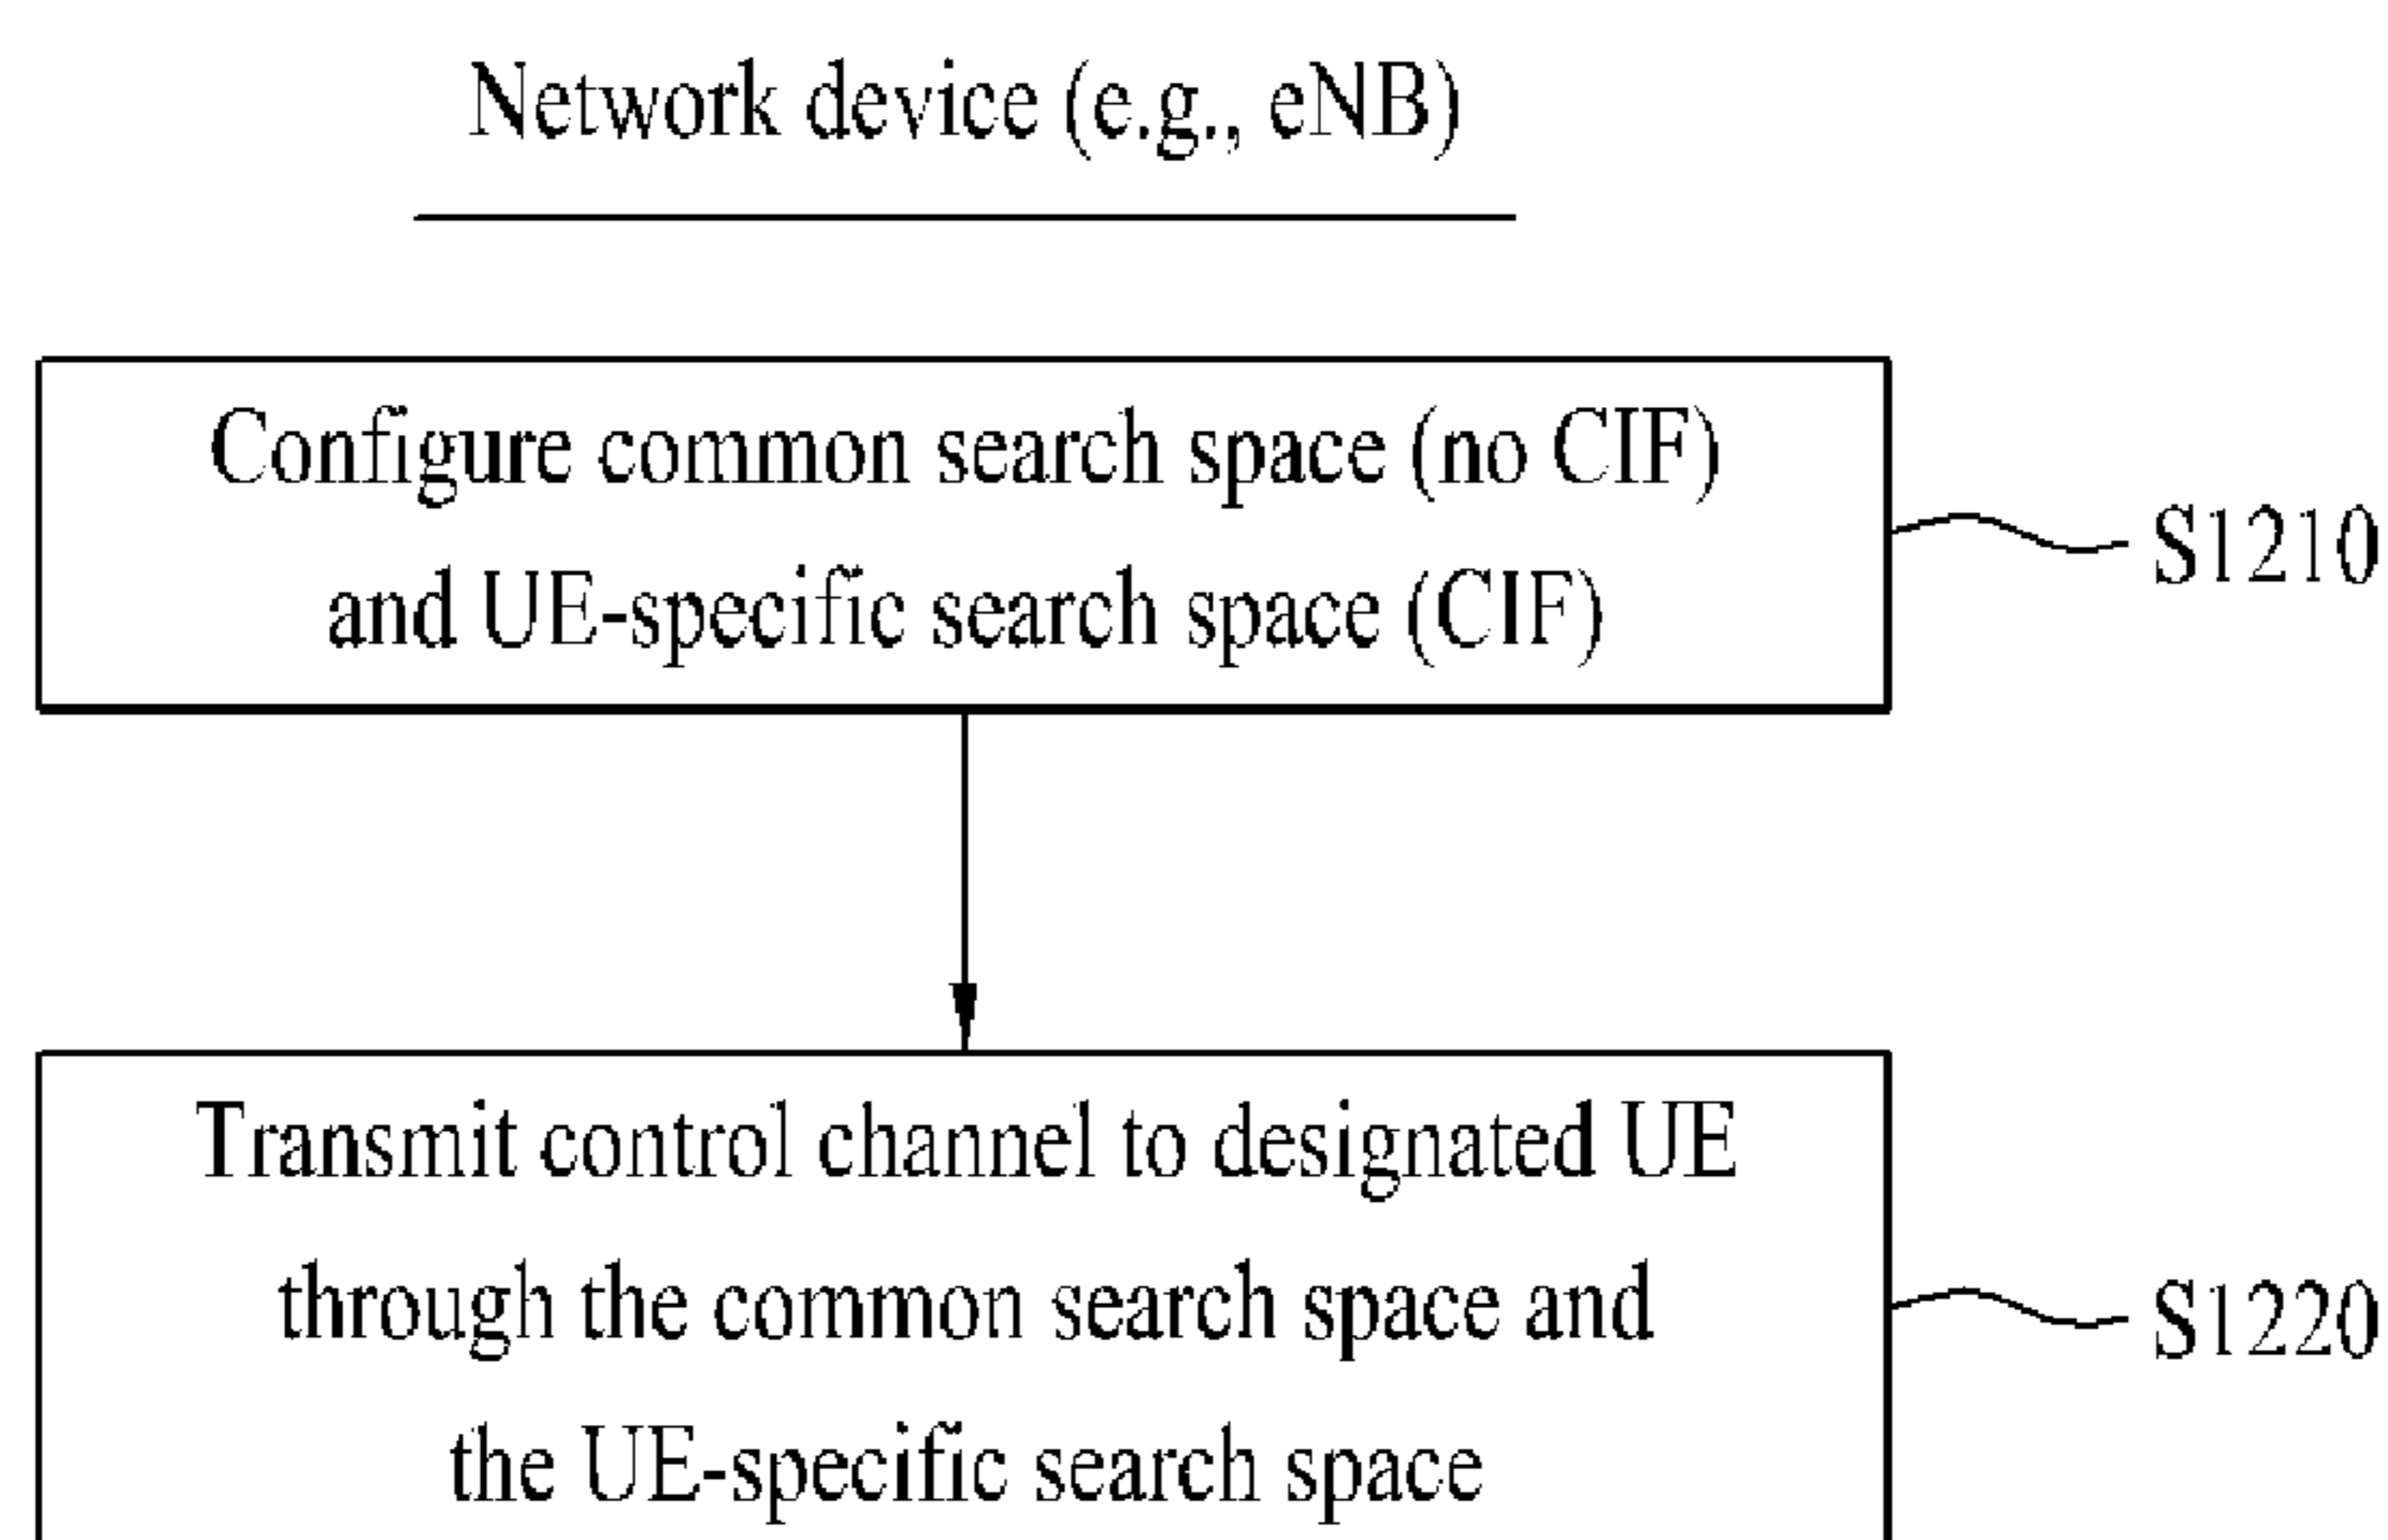 Network device (e.g., eNB)
Configure common search space (no CIF)
and UE-specific search space (CIF)
S1210
Transmit control channel to designated UE
through the common search space and
the UE-specific search space
S1220